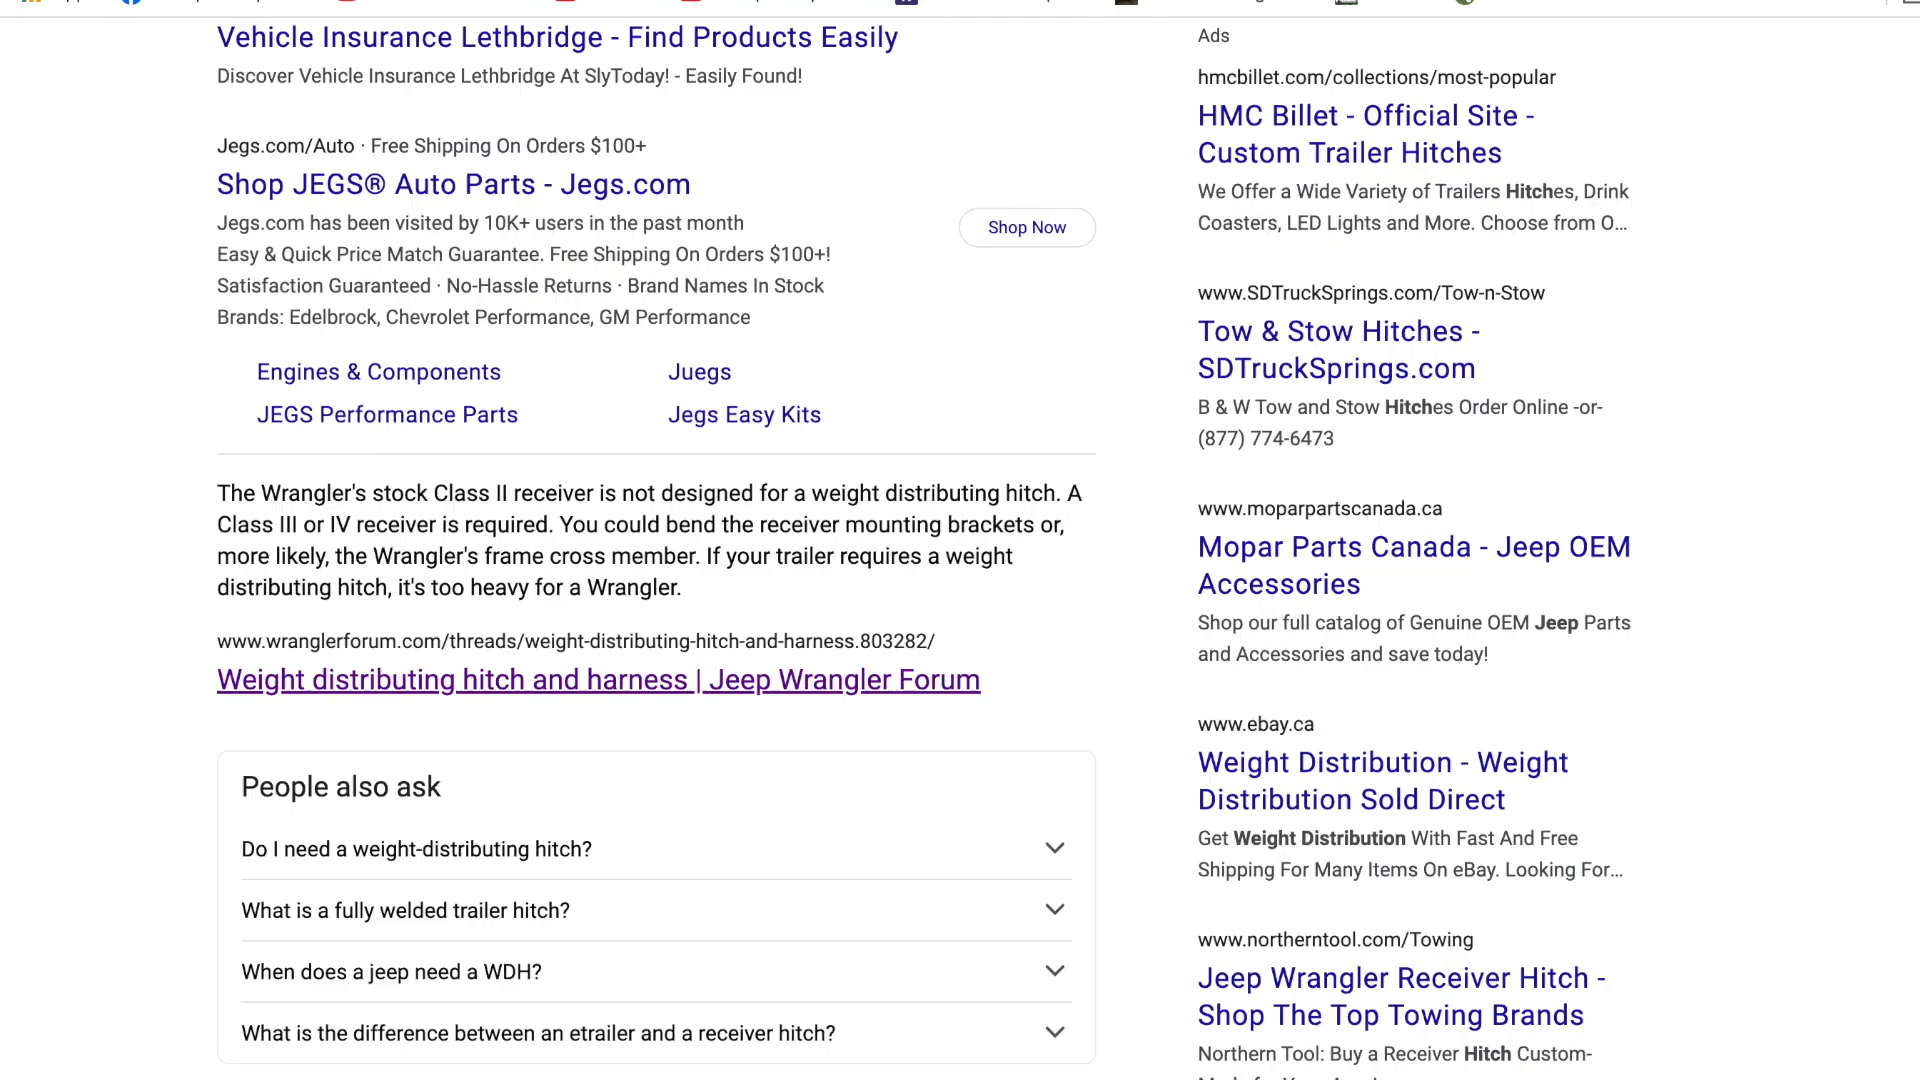 Vehicle Insurance Lethbridge - Find Products Easily
Discover Vehicle Insurance Lethbridge At SlyToday! - Easily Found!
Jegs.com/Auto · Free Shipping On Orders $100+
Shop JEGS® Auto Parts - Jegs.com
Jegs.com has been visited by 10K+ users in the past month
Easy & Quick Price Match Guarantee. Free Shipping On Orders $100+!
Satisfaction Guaranteed · No-Hassle Returns · Brand Names In Stock
Brands: Edelbrock, Chevrolet Performance, GM Performance
Shop Now
Engines & Components
Juegs
JEGS Performance Parts
Jegs Easy Kits
The Wrangler's stock Class II receiver is not designed for a weight distributing hitch. A
Class III or IV receiver is required. You could bend the receiver mounting brackets or,
more likely, the Wrangler's frame cross member. If your trailer requires a weight
distributing hitch, it's too heavy for a Wrangler.
www.wranglerforum.com/threads/weight-distributing-hitch-and-harness.803282/
Weight distributing hitch and harness | Jeep Wrangler Forum
People also ask
Do I need a weight-distributing hitch?
What is a fully welded trailer hitch?
When does a jeep need a WDH?
What is the difference between an etrailer and a receiver hitch?
Ads
hmcbillet.com/collections/most-popular
HMC Billet - Official Site -
Custom Trailer Hitches
We Offer a Wide Variety of Trailers Hitches, Drink
Coasters, LED Lights and More. Choose from O...
www.SDTruckSprings.com/Tow-n-Stow
Tow & Stow Hitches -
SDTruckSprings.com
B & W Tow and Stow Hitches Order Online -or-
(877) 774-6473
www.moparpartscanada.ca
Mopar Parts Canada - Jeep OEM
Accessories
Shop our full catalog of Genuine OEM Jeep Parts
and Accessories and save today!
www.ebay.ca
Weight Distribution - Weight
Distribution Sold Direct
Get Weight Distribution With Fast And Free
Shipping For Many Items On eBay. Looking For...
www.northerntool.com/Towing
Jeep Wrangler Receiver Hitch -
Shop The Top Towing Brands
Northern Tool: Buy a Receiver Hitch Custom-